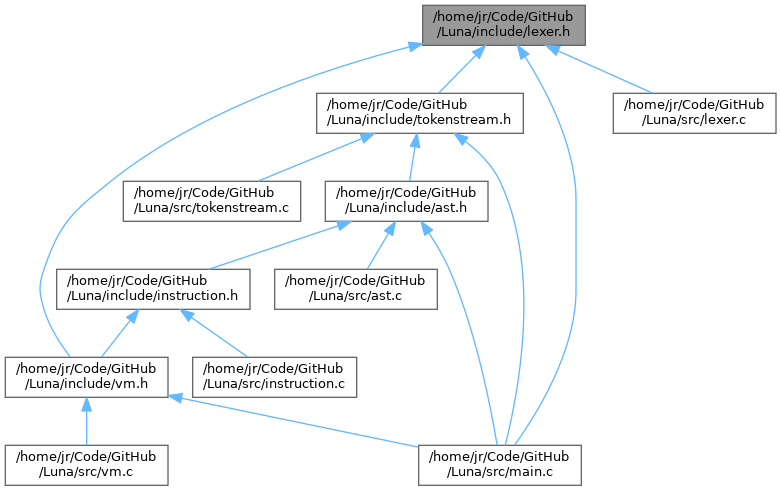 /home/jr/Code/GitHub
/Luna/include/lexer.h
/home/jr/Code/GitHub
/Luna/include/tokenstream.h
/home/jr/Code/GitHub
/Luna/src/lexer.c
/home/jr/Code/GitHub
/Luna/src/tokenstream.c
/home/jr/Code/GitHub
/Luna/include/ast.h
/home/jr/Code/GitHub
/Luna/include/instruction.h
/home/jr/Code/GitHub
/Luna/src/ast.c
/home/jr/Code/GitHub
/Luna/include/vm.h
/home/jr/Code/GitHub
/Luna/src/instruction.c
/home/jr/Code/GitHub
/Luna/src/vm.c
/home/jr/Code/GitHub
/Luna/src/main.c